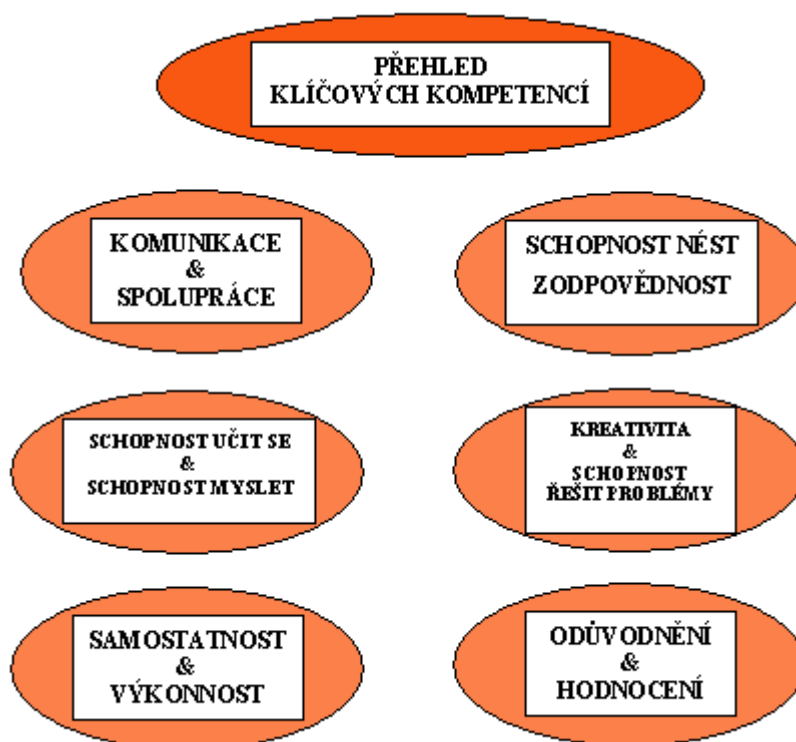 PŘEHLED
KLÍČOVÝCH KOMPETENCÍ
KOMUNIKACE
&
SPOLUPRÁCE
SCHOPNOST NÉST
ZODPOVĚDNOST
SCHOPNOST UČIT SE
&
SCHOPNOST MYSLET
KREATIVITA
&
SCHOPNOST
ŘEŠIT PROBLÉMY
SAMOSTATNOST
&
VÝKONNOST
ODŮVODNĚNÍ
&
HODNOCENÍ